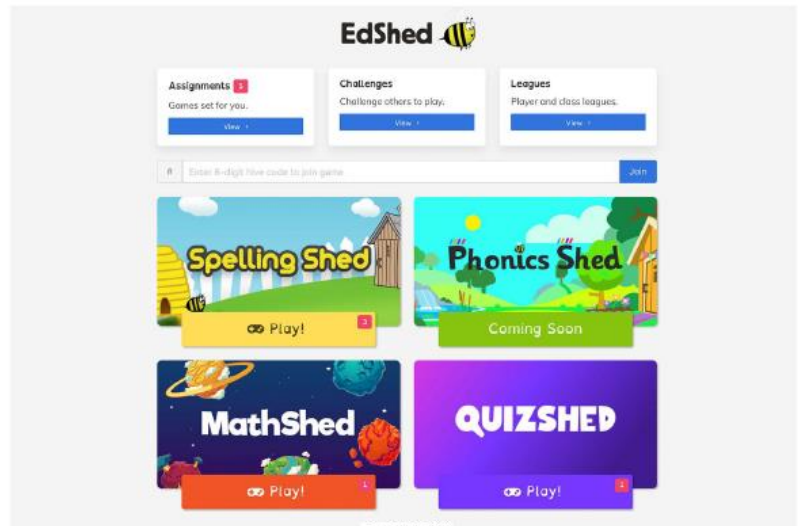 EdShed
Assignments
Games set for you.
View ›
Challenges
Challenge others to play.
View ›
Leagues
Player and class leagues.
View ›
# Enter 6-digit hive code to join game Join
Spelling Shed
Play!
Phonics Shed
Coming Soon
MathShed
Play! 1
QUIZSHED
Play! 1